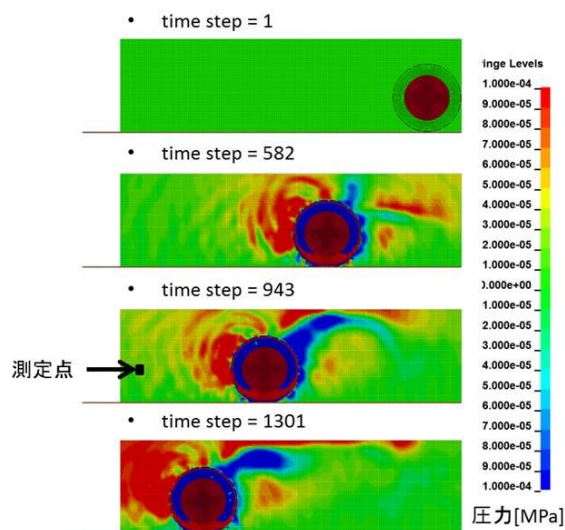 • time step = 1
• time step = 582
• time step = 943
測定点
• time step = 1301
inge Levels
1.000e-04
9.000e-05
8.000e-05
7.000e-05
6.000e-05
5.000e-05
4.000e-05
3.000e-05
2.000e-05
1.000e-05
0.000e+00
1.000e-05
2.000e-05
3.000e-05
4.000e-05
5.000e-05
6.000e-05
7.000e-05
8.000e-05
9.000e-05
1.000e-04
圧力[MPa]